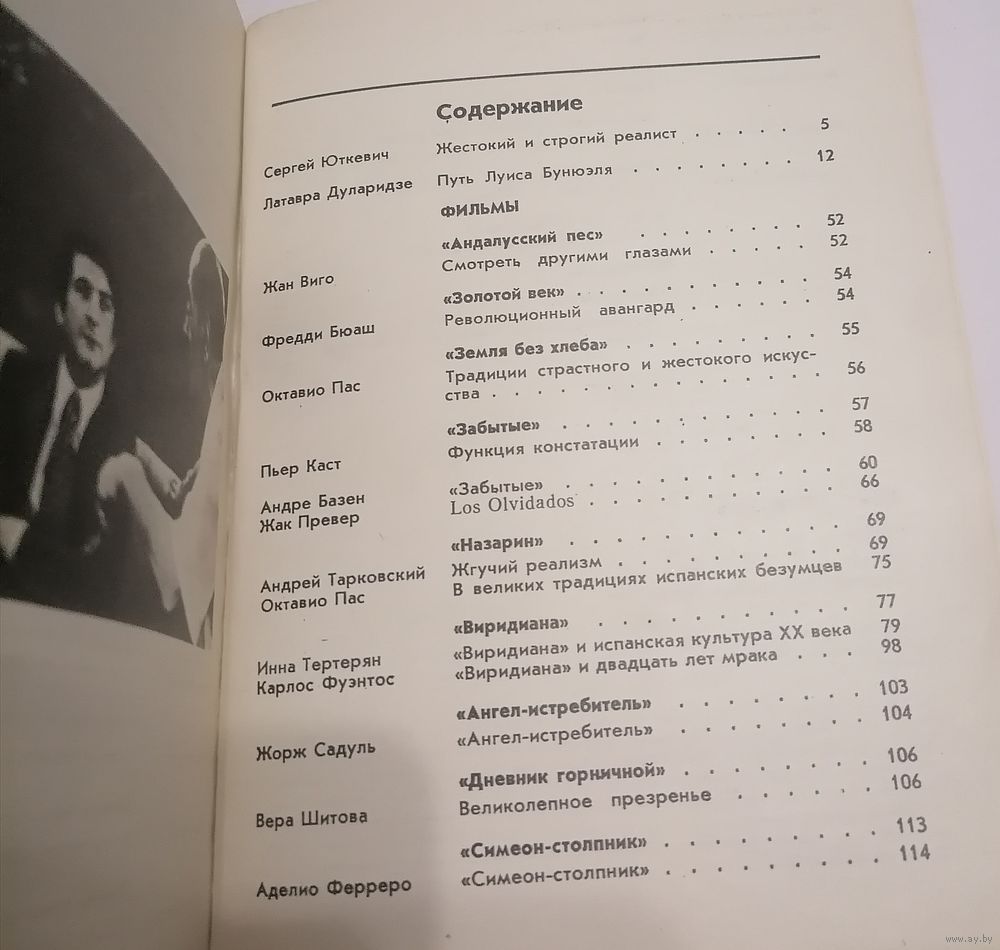 Содержание
Сергей Юткевич Жестокий и строгий реалист . . . . . 5
Латавра Дуларидзе Путь Луиса Бунюэля . . . . . . . 12
ФИЛЬМЫ
«Андалусский пес» . . . . . . . 52
Жан Виго Смотреть другими глазами . . . . . 52
«Золотой век» . . . . . . . . . 54
Фредди Бюаш Революционный авангард . . . . . . 54
«Земля без хлеба» . . . . . . . 55
Октавио Пас Традиции страстного и жестокого искус-
ства . . . . . . . . . . . . 56
«Забытые» . . . . . . . . . . 57
Пьер Каст Функция констатации . . . . . . . 58
Андре Базен «Забытые» . . . . . . . . . . 60
Жак Превер Los Olvidados . . . . . . . . . 66
«Назарин» . . . . . . . . . . 69
Андрей Тарковский Жгучий реализм . . . . . . . . 69
Октавио Пас В великих традициях испанских безумцев 75
«Виридиана» . . . . . . . . . 77
Инна Тертерян «Виридиана» и испанская культура XX века 79
Карлос Фуэнтос «Виридиана» и двадцать лет мрака . . . 98
«Ангел-истребитель» . . . . . . . 103
Жорж Садуль «Ангел-истребитель» . . . . . . . 104
«Дневник горничной» . . . . . . . 106
Вера Шитова Великолепное презренье . . . . . . 106
«Симеон-столпник» . . . . . . . . 113
Аделио Ферреро «Симеон-столпник» . . . . . . . . 114
www.ay.by